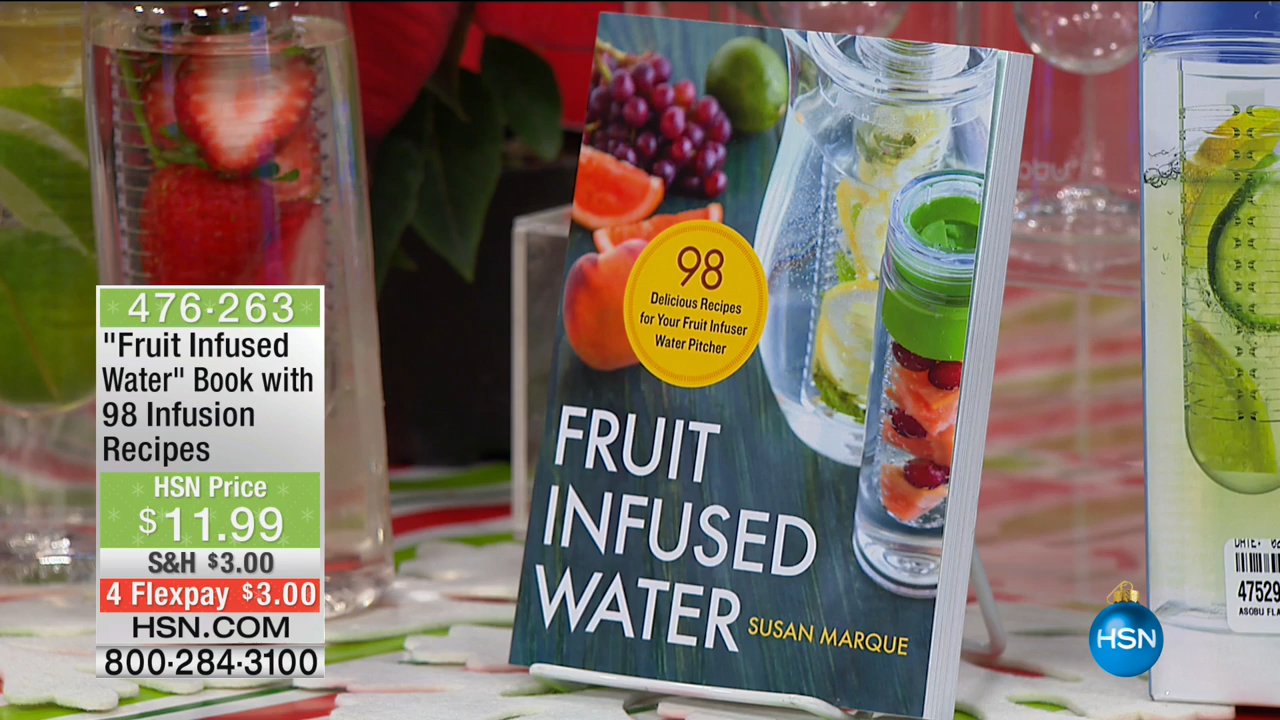 476·263
"Fruit Infused
Water" Book with
98 Infusion
Recipes
HSN Price
$11.99
S&H $3.00
4 Flexpay $3.00
HSN.COM
800·284·3100
98
Delicious Recipes
for Your Fruit Infuser
Water Pitcher
FRUIT
INFUSED
WATER
SUSAN MARQUE
HSN
47529
ASOBU FLA